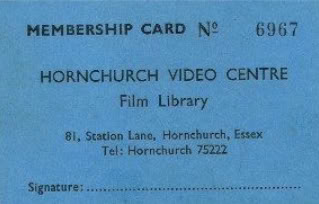 MEMBERSHIP CARD Nº 6967
HORNCHURCH VIDEO CENTRE
Film Library
81, Station Lane, Hornchurch, Essex
Tel: Hornchurch 75222
Signature: ............................................